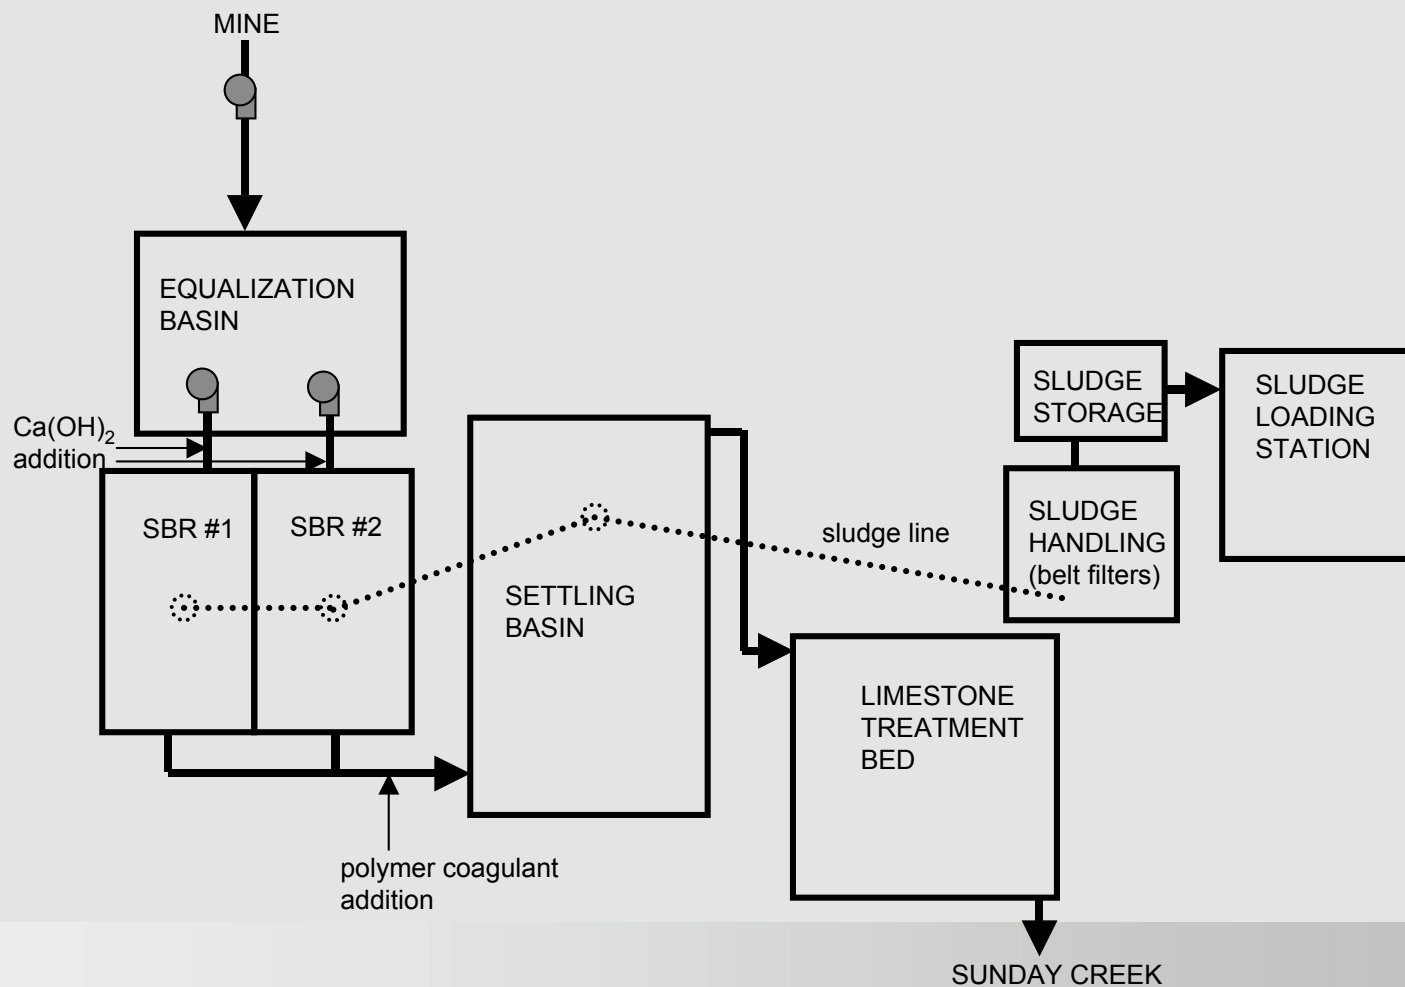 MINE
EQUALIZATION
BASIN
Ca(OH)₂
addition
SBR #1
SBR #2
SETTLING
BASIN
polymer coagulant
addition
sludge line
SLUDGE
STORAGE
SLUDGE
LOADING
STATION
SLUDGE
HANDLING
(belt filters)
LIMESTONE
TREATMENT
BED
SUNDAY CREEK